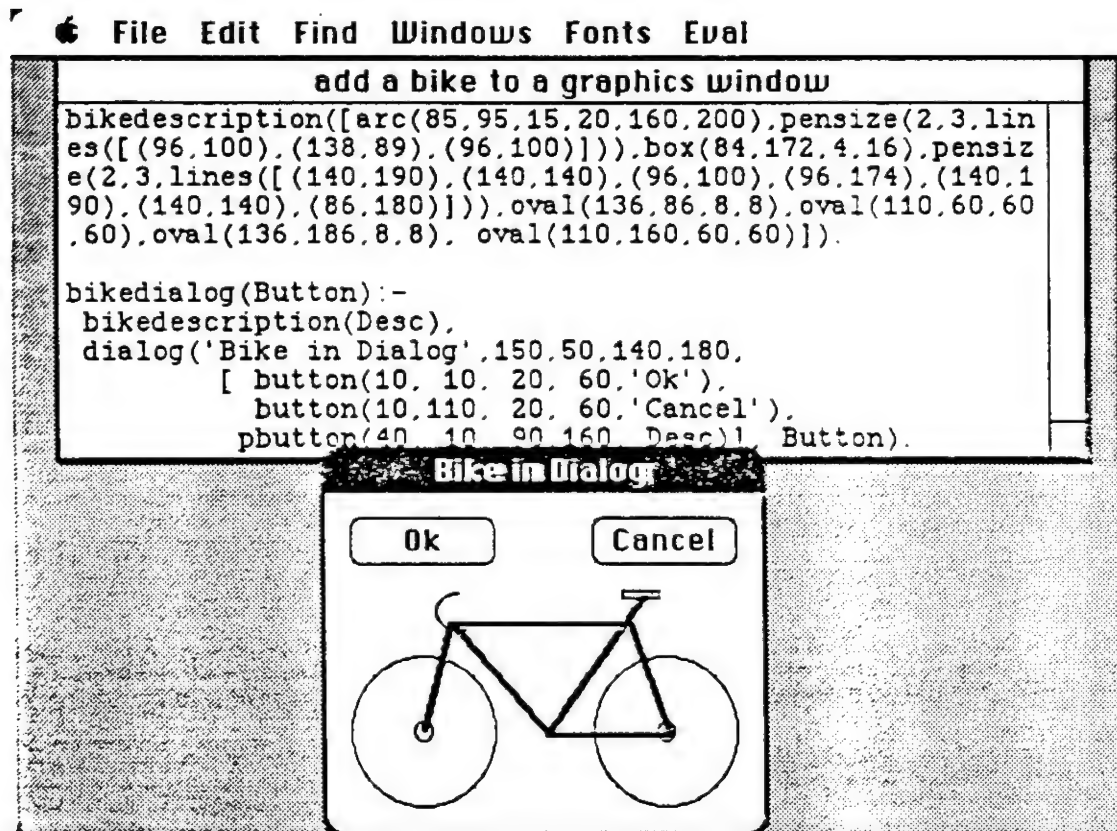 File Edit Find Windows Fonts Eval
add a bike to a graphics window
bikedescription([arc(85,95,15,20,160,200),pensize(2,3,lin
es([(96,100),(138,89),(96,100)])),box(84,172,4,16),pensiz
e(2,3,lines([(140,190),(140,140),(96,100),(96,174),(140,1
90),(140,140),(86,180)])),oval(136,86,8,8),oval(110,60,60
,60),oval(136,186,8,8), oval(110,160,60,60)]).
bikedialog(Button):-
bikedescription(Desc),
dialog('Bike in Dialog',150,50,140,180,
[ button(10, 10, 20, 60,'Ok'),
button(10,110, 20, 60,'Cancel'),
pbutton(40, 10, 90,160, Desc)], Button).
Bike in Dialog
Ok Cancel